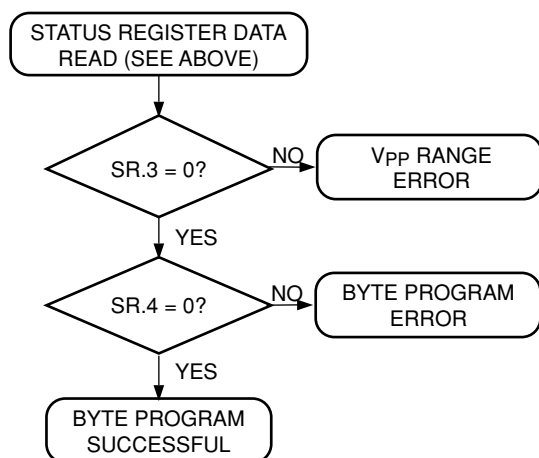 STATUS REGISTER DATA
READ (SEE ABOVE)
SR.3 = 0?
NO
VPP RANGE
ERROR
YES
SR.4 = 0?
NO
BYTE PROGRAM
ERROR
YES
BYTE PROGRAM
SUCCESSFUL